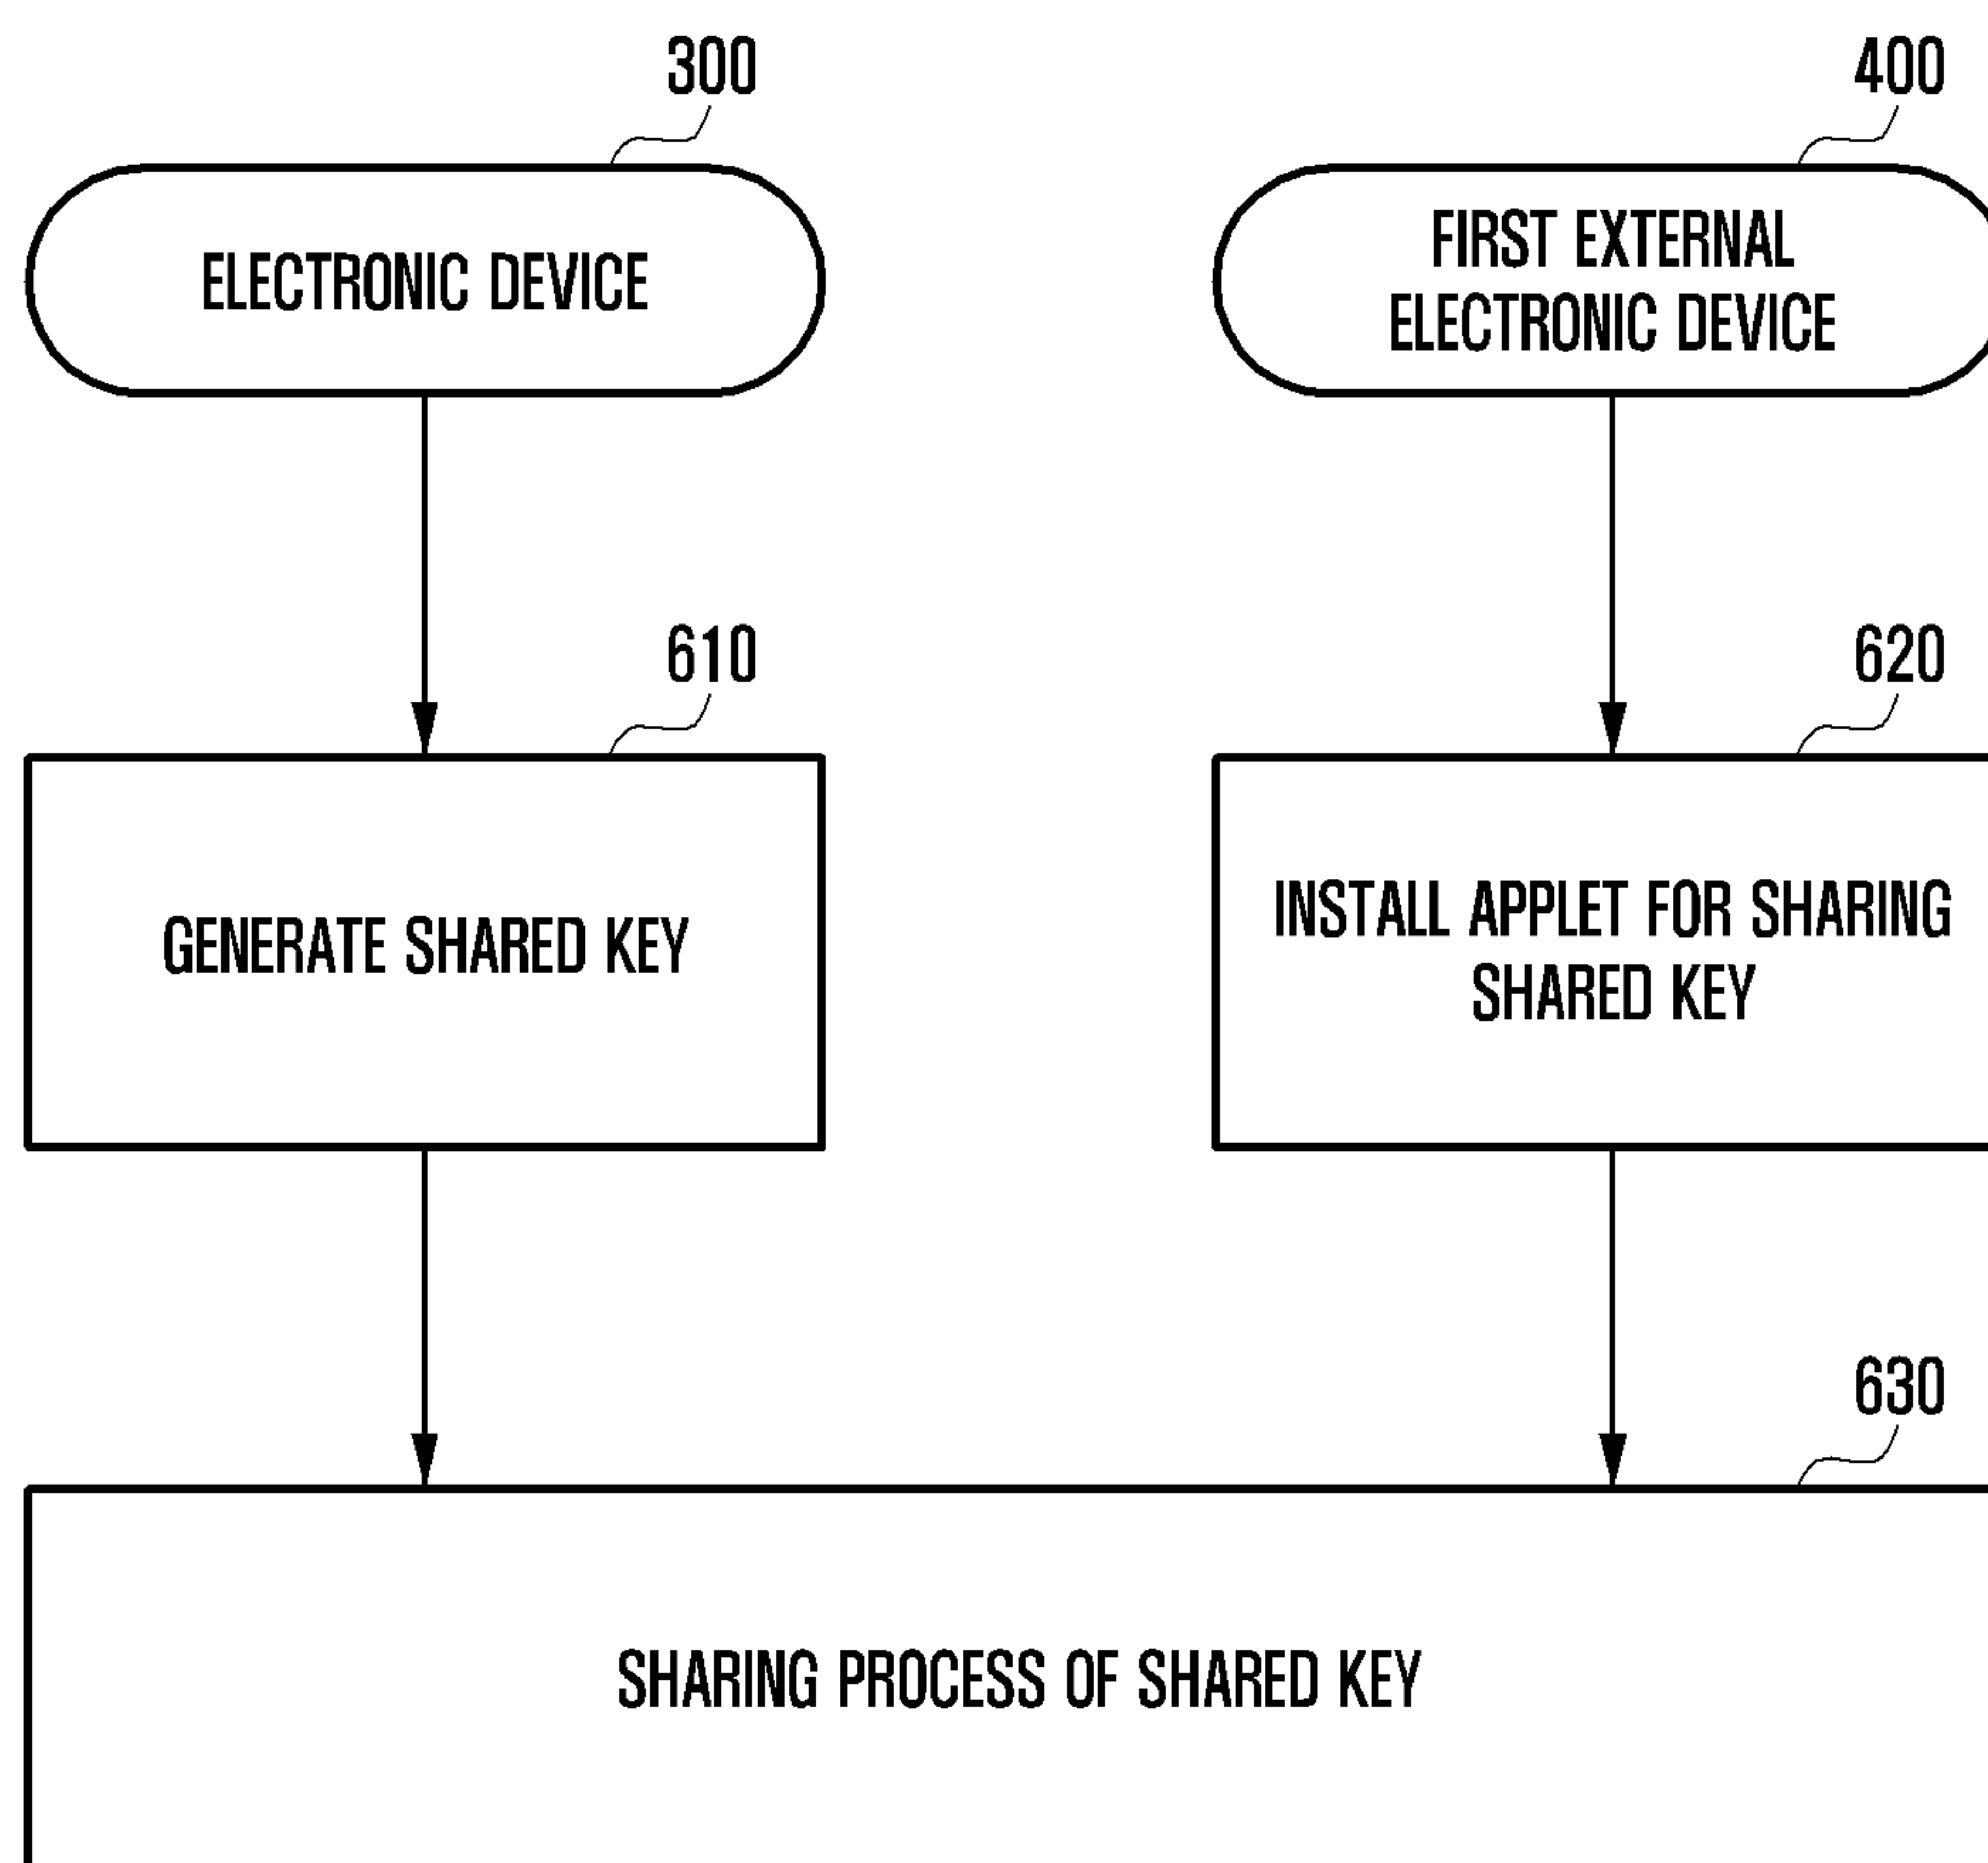 300
400
ELECTRONIC DEVICE
FIRST EXTERNAL
ELECTRONIC DEVICE
610
620
GENERATE SHARED KEY
INSTALL APPLET FOR SHARING
SHARED KEY
630
SHARING PROCESS OF SHARED KEY